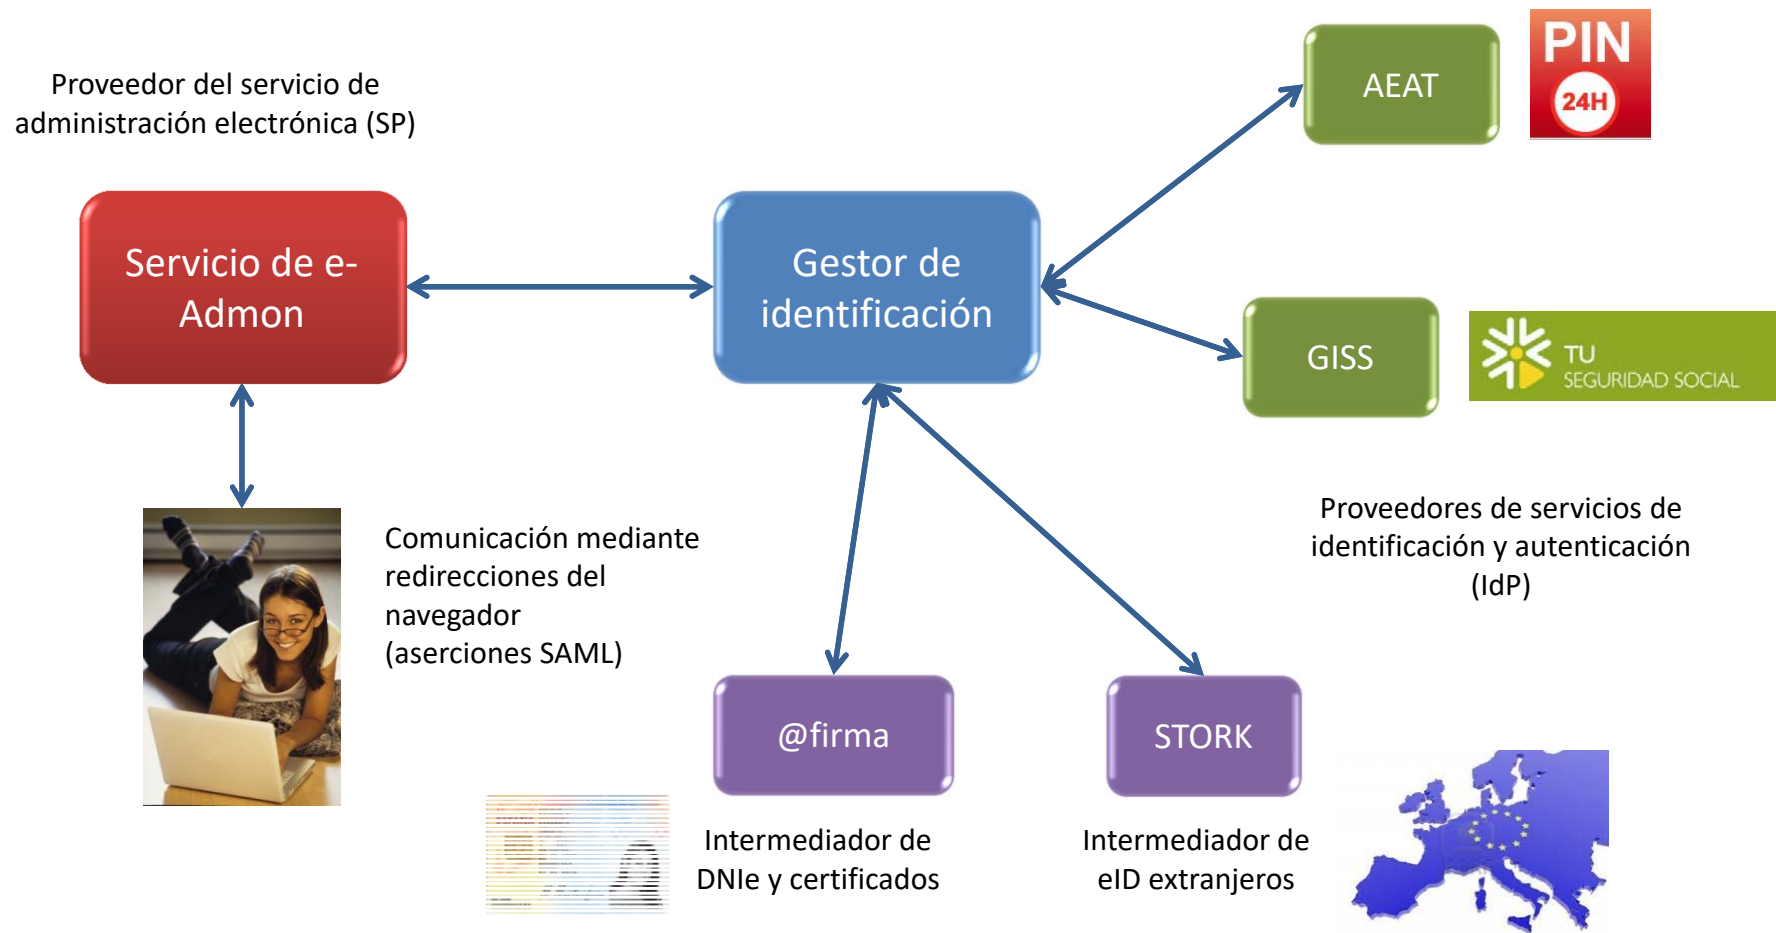 Proveedor del servicio de
administración electrónica (SP)
AEAT
PIN
24H
Servicio de e-
Admon
Gestor de
identificación
GISS
TU
SEGURIDAD SOCIAL
Comunicación mediante
redirecciones del
navegador
(aserciones SAML)
Proveedores de servicios de
identificación y autenticación
(IdP)
@firma
STORK
Intermediador de
DNIe y certificados
Intermediador de
eID extranjeros